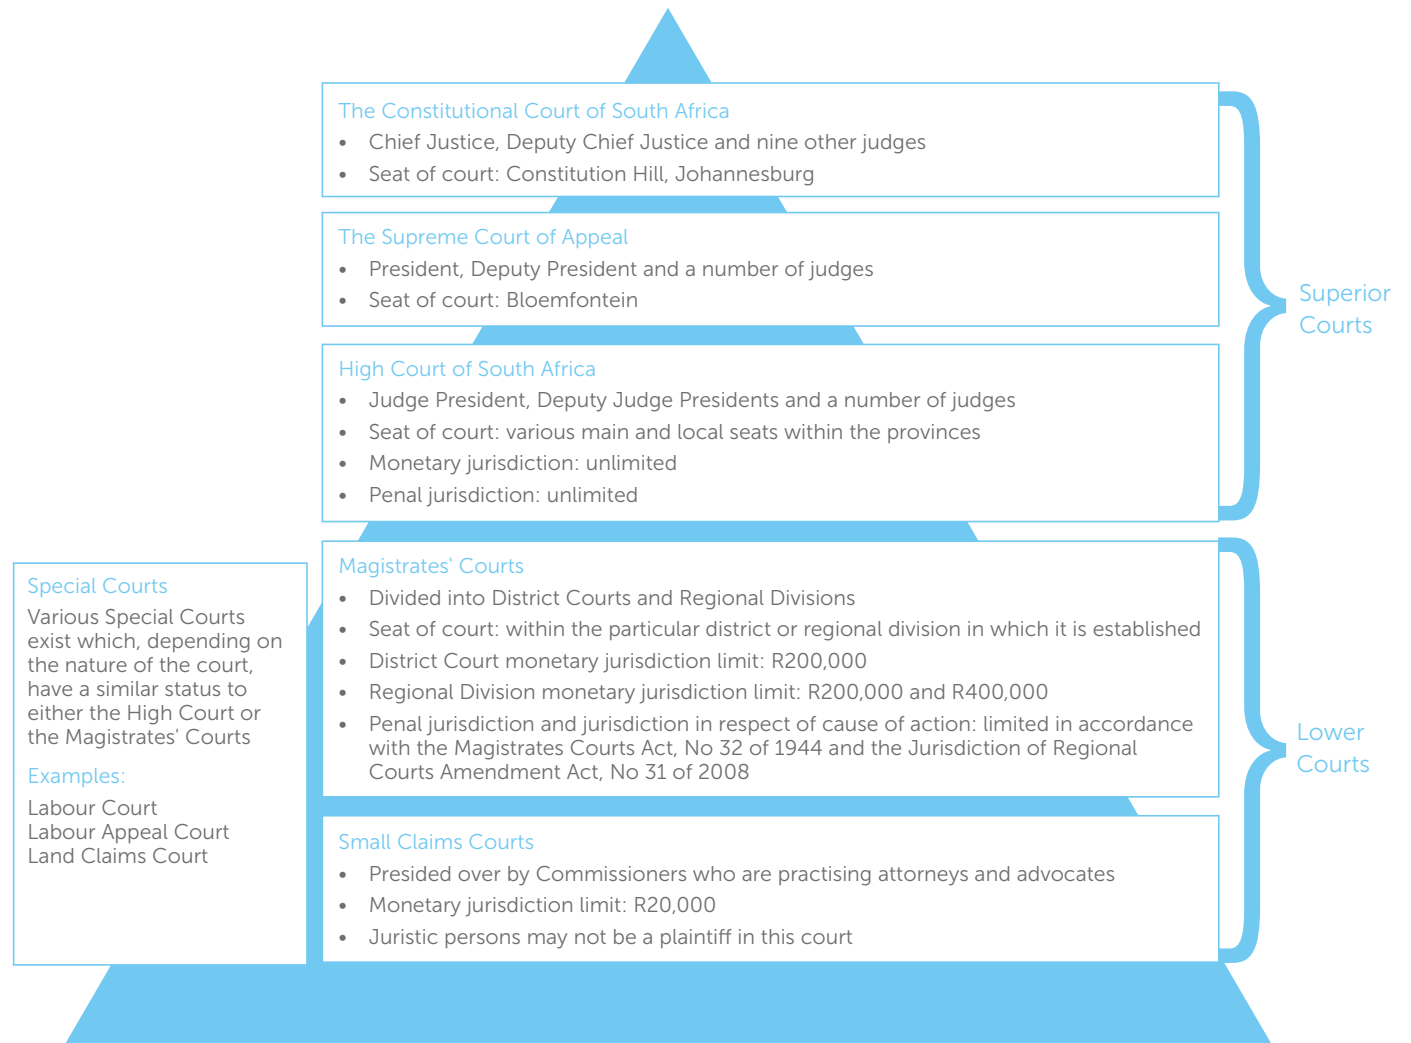 The Constitutional Court of South Africa
• Chief Justice, Deputy Chief Justice and nine other judges
• Seat of court: Constitution Hill, Johannesburg
The Supreme Court of Appeal
• President, Deputy President and a number of judges
• Seat of court: Bloemfontein
High Court of South Africa
• Judge President, Deputy Judge Presidents and a number of judges
• Seat of court: various main and local seats within the provinces
• Monetary jurisdiction: unlimited
• Penal jurisdiction: unlimited
Superior
Courts
Magistrates' Courts
• Divided into District Courts and Regional Divisions
• Seat of court: within the particular district or regional division in which it is established
• District Court monetary jurisdiction limit: R200,000
• Regional Division monetary jurisdiction limit: R200,000 and R400,000
• Penal jurisdiction and jurisdiction in respect of cause of action: limited in accordance
with the Magistrates Courts Act, No 32 of 1944 and the Jurisdiction of Regional
Courts Amendment Act, No 31 of 2008
Small Claims Courts
• Presided over by Commissioners who are practising attorneys and advocates
• Monetary jurisdiction limit: R20,000
• Juristic persons may not be a plaintiff in this court
Lower
Courts
Special Courts
Various Special Courts
exist which, depending on
the nature of the court,
have a similar status to
either the High Court or
the Magistrates' Courts
Examples:
Labour Court
Labour Appeal Court
Land Claims Court